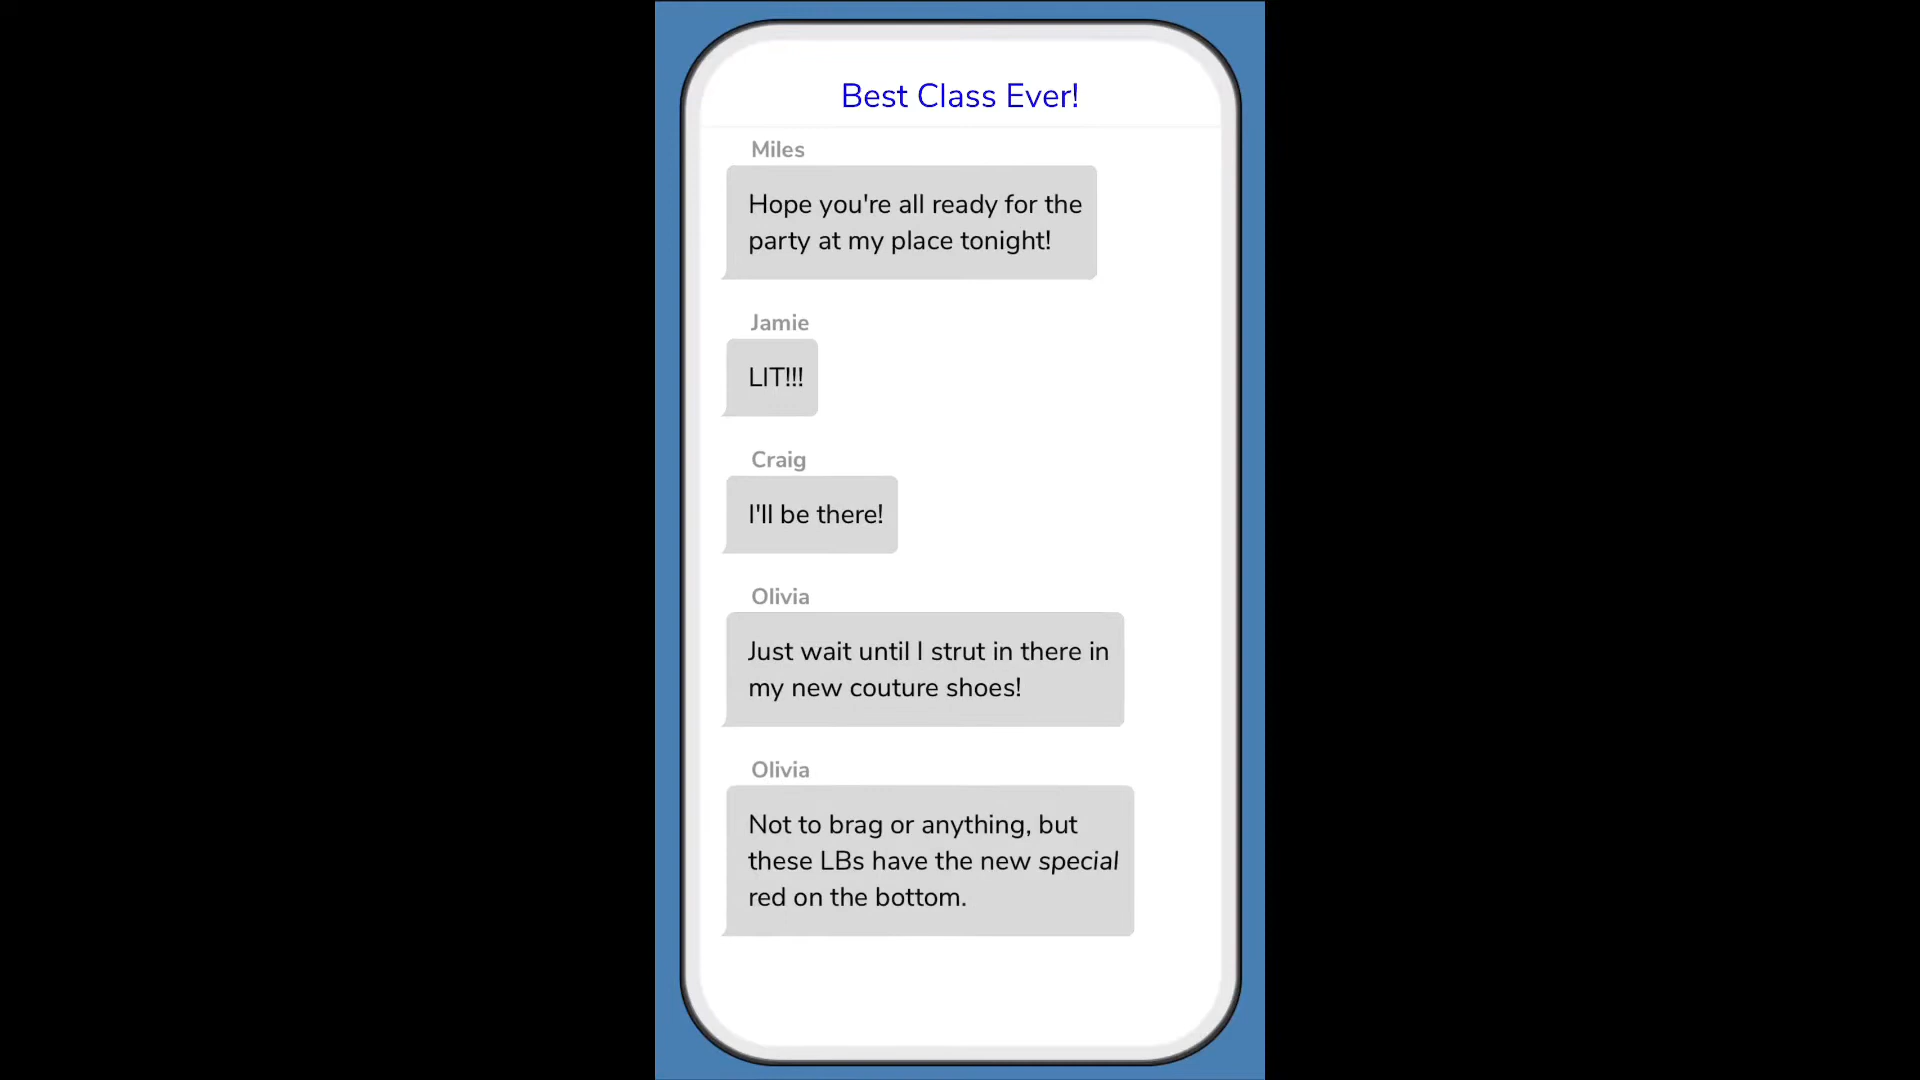 Best Class Ever!
Miles
Hope you're all ready for the
party at my place tonight!
Jamie
LIT!!!
Craig
I'll be there!
Olivia
Just wait until I strut in there in
my new couture shoes!
Olivia
Not to brag or anything, but
these LBs have the new special
red on the bottom.